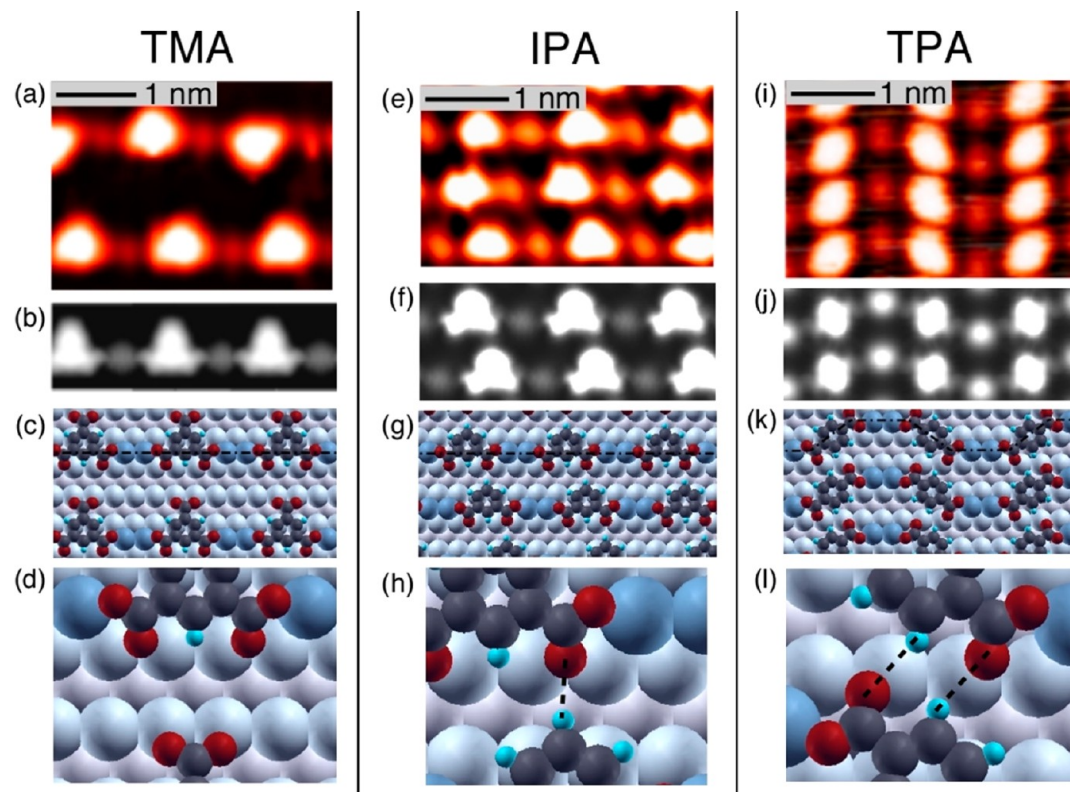 TMA
IPA
TPA
(a)
1 nm
(e)
1 nm
(i)
1 nm
(b)
(f)
(j)
(c)
(g)
(k)
(d)
(h)
(l)